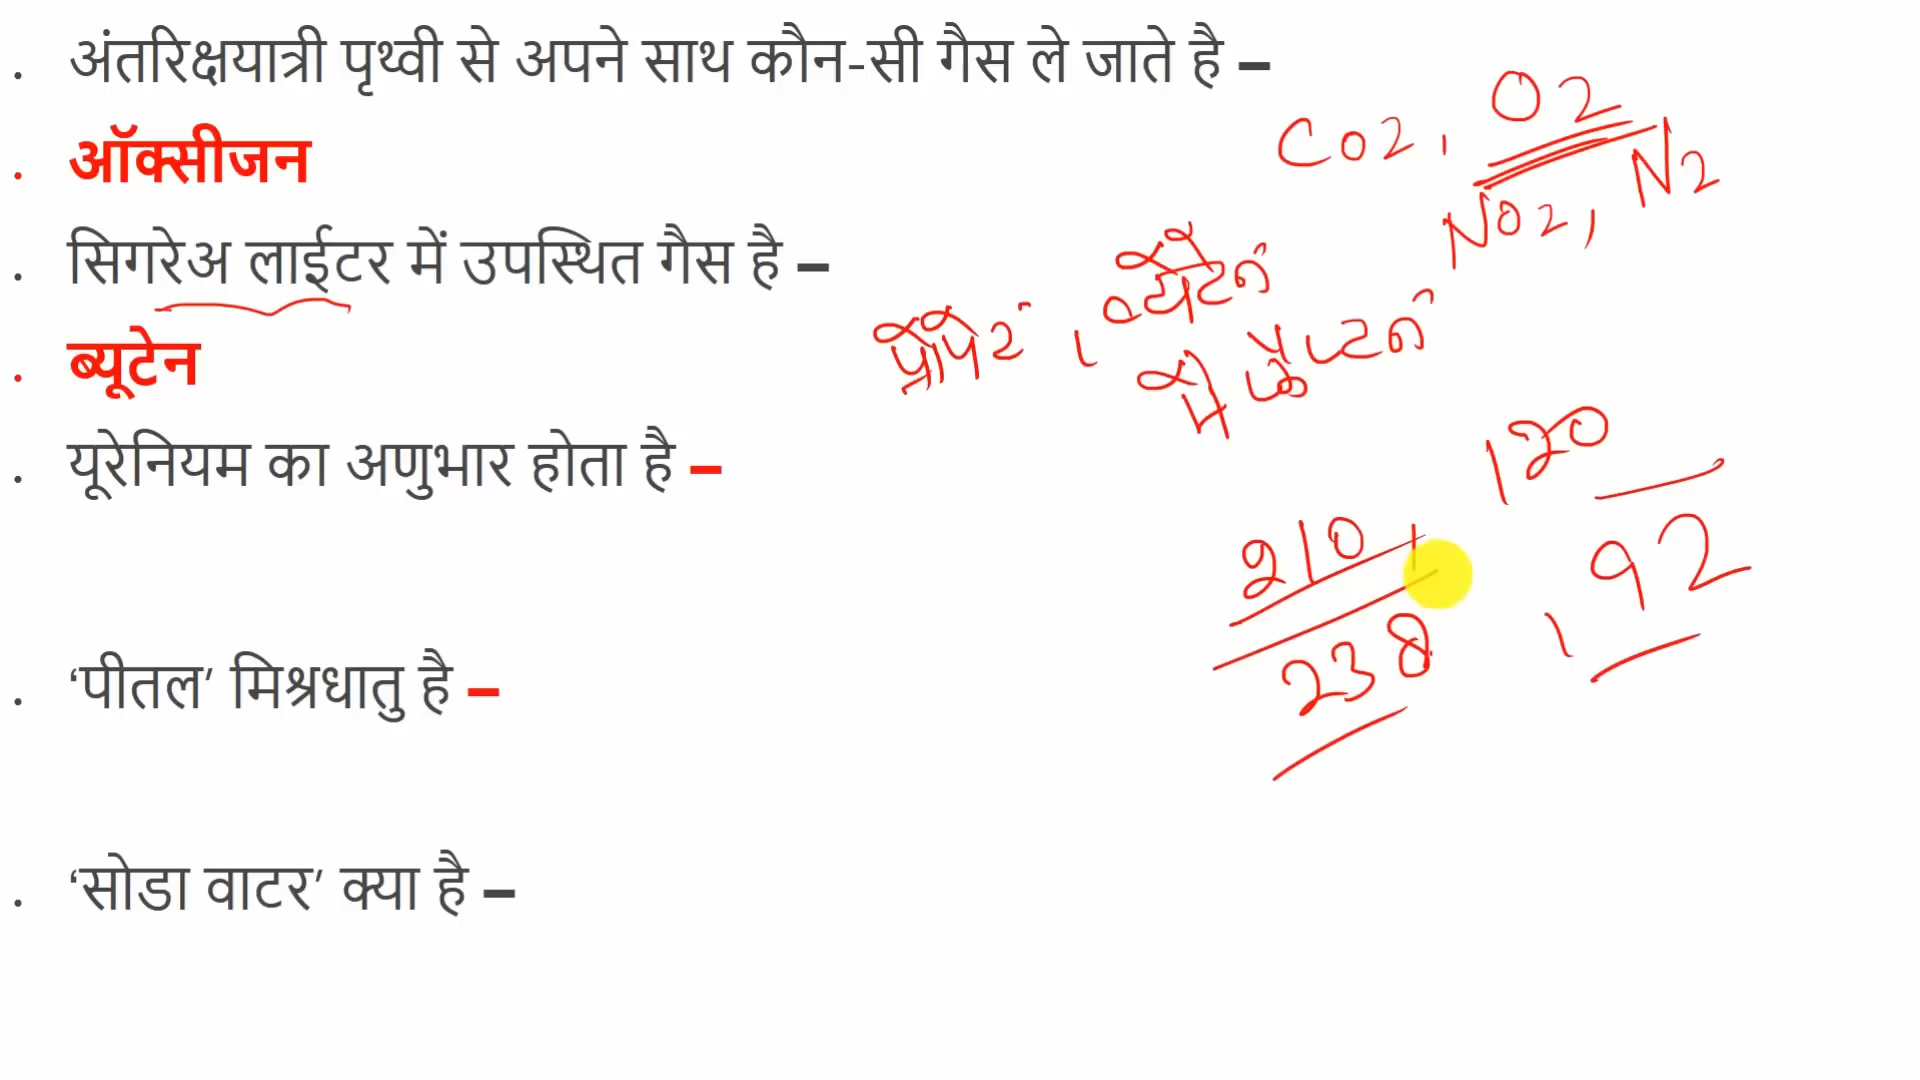 . अंतरिक्षयात्री पृथ्वी से अपने साथ कौन-सी गैस ले जाते है –
Co2, O2
. ऑक्सीजन
NO2, N2
. सिगरेअ लाईटर में उपस्थित गैस है –
. ब्यूटेन
. यूरेनियम का अणुभार होता है –
120
210, 92
238
. ‘पीतल’ मिश्रधातु है –
. ‘सोडा वाटर’ क्या है –